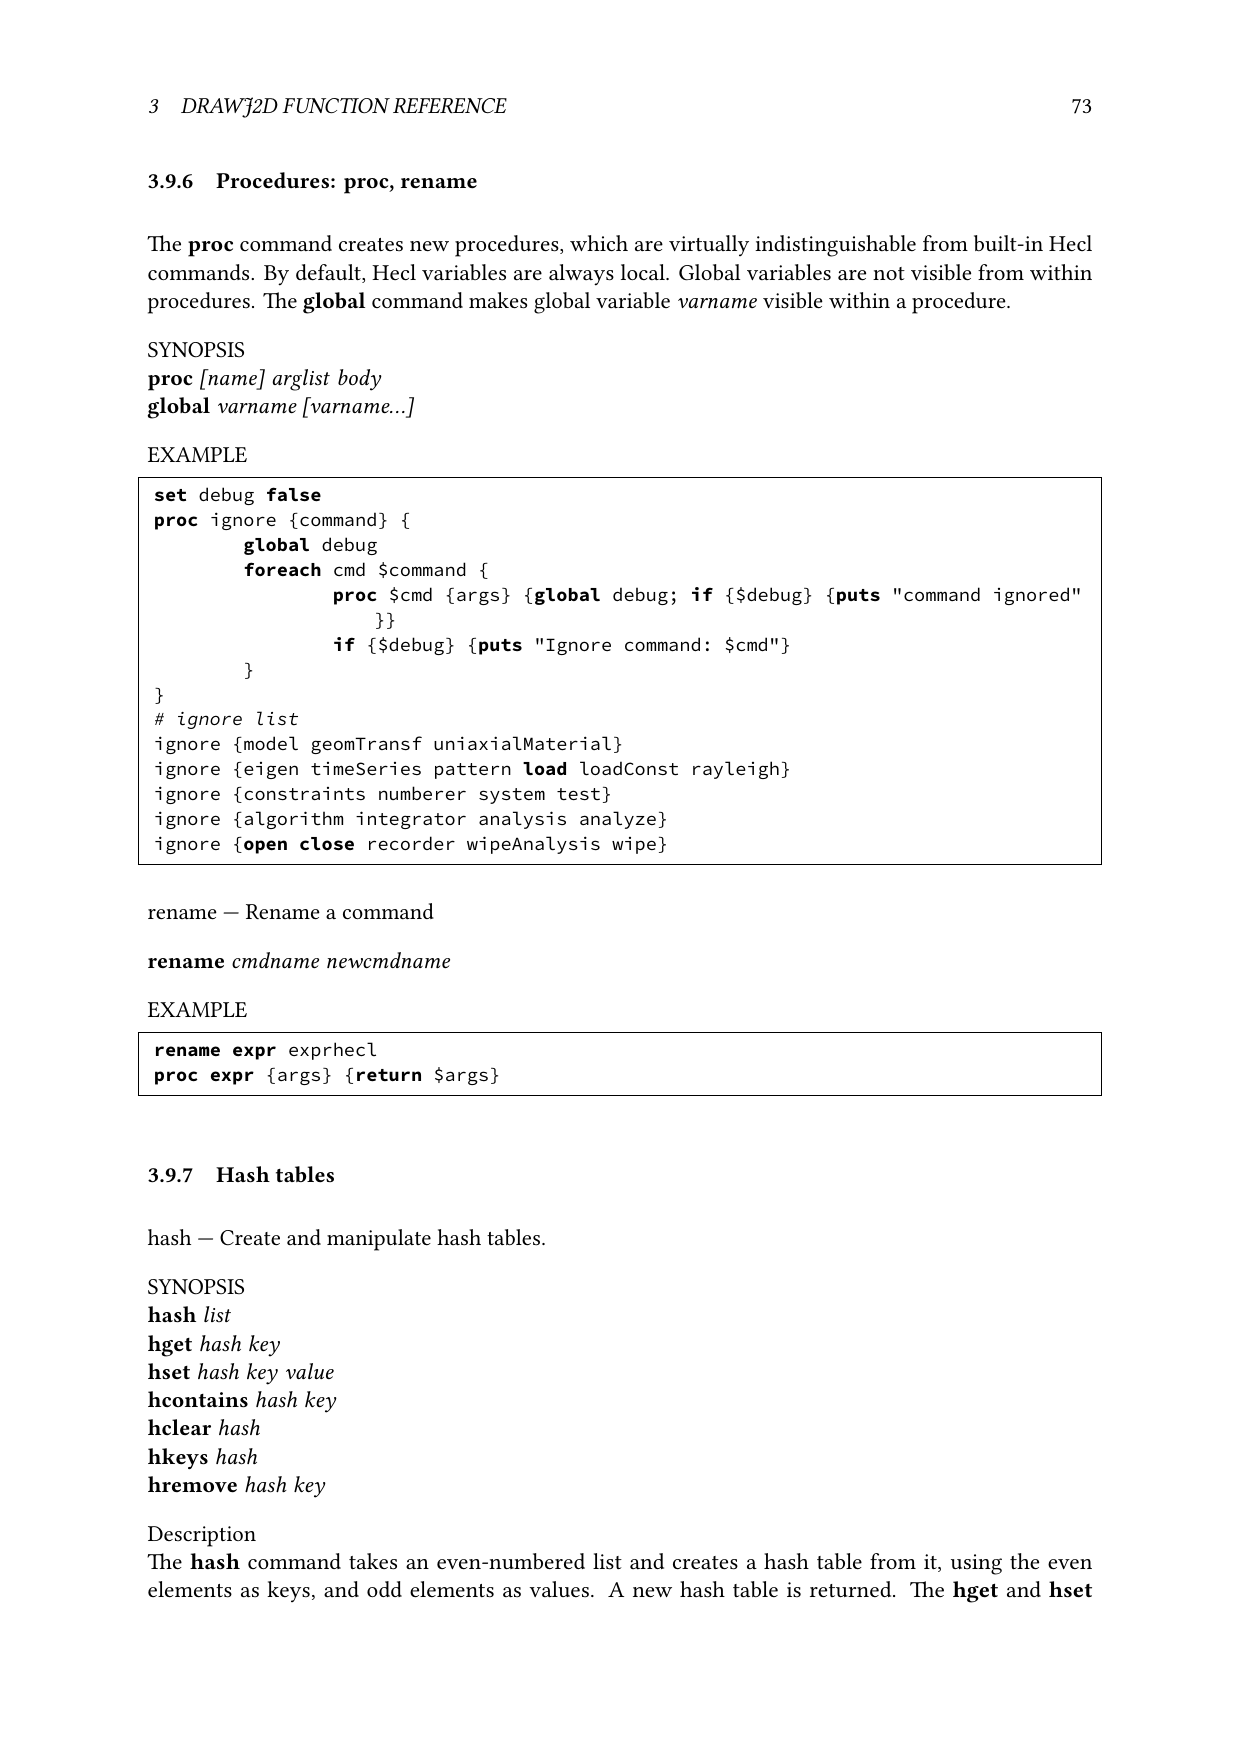 3 DRAWJ2D FUNCTION REFERENCE 73
3.9.6 Procedures: proc, rename
The proc command creates new procedures, which are virtually indistinguishable from built-in Hecl
commands. By default, Hecl variables are always local. Global variables are not visible from within
procedures. The global command makes global variable varname visible within a procedure.
SYNOPSIS
proc [name] arglist body
global varname [varname...]
EXAMPLE
set debug false
proc ignore {command} {
        global debug
        foreach cmd $command {
                proc $cmd {args} {global debug; if {$debug} {puts "command ignored"
                    }}
                if {$debug} {puts "Ignore command: $cmd"}
        }
}
# ignore list
ignore {model geomTransf uniaxialMaterial}
ignore {eigen timeSeries pattern load loadConst rayleigh}
ignore {constraints numberer system test}
ignore {algorithm integrator analysis analyze}
ignore {open close recorder wipeAnalysis wipe}
rename — Rename a command
rename cmdname newcmdname
EXAMPLE
rename expr exprhecl
proc expr {args} {return $args}
3.9.7 Hash tables
hash — Create and manipulate hash tables.
SYNOPSIS
hash list
hget hash key
hset hash key value
hcontains hash key
hclear hash
hkeys hash
hremove hash key
Description
The hash command takes an even-numbered list and creates a hash table from it, using the even
elements as keys, and odd elements as values. A new hash table is returned. The hget and hset